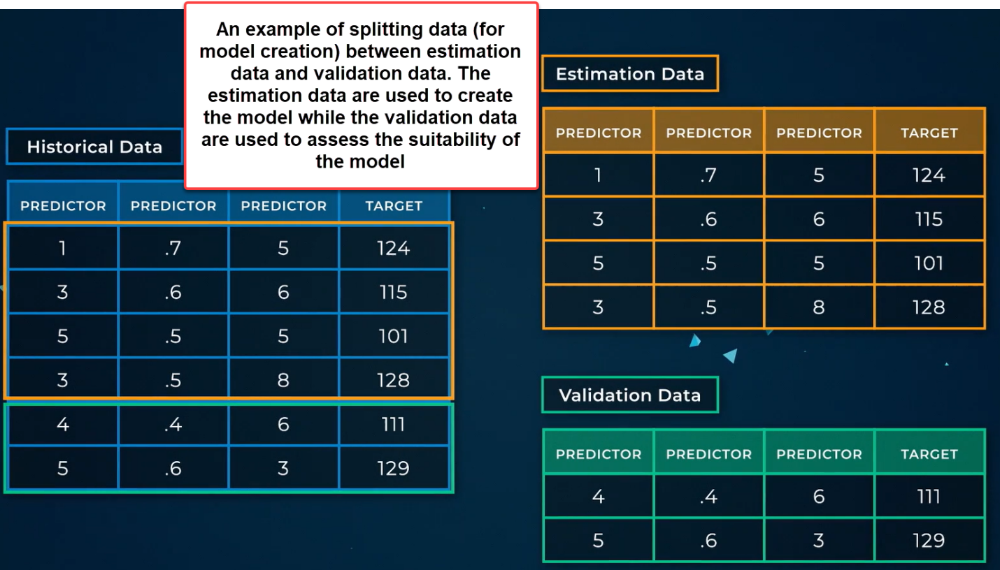 An example of splitting data (for
model creation) between estimation
data and validation data. The
estimation data are used to create
the model while the validation data
are used to assess the suitability of
the model
Historical Data
PREDICTOR PREDICTOR PREDICTOR TARGET
1 .7 5 124
3 .6 6 115
5 .5 5 101
3 .5 8 128
4 .4 6 111
5 .6 3 129
Estimation Data
PREDICTOR PREDICTOR PREDICTOR TARGET
1 .7 5 124
3 .6 6 115
5 .5 5 101
3 .5 8 128
Validation Data
PREDICTOR PREDICTOR PREDICTOR TARGET
4 .4 6 111
5 .6 3 129